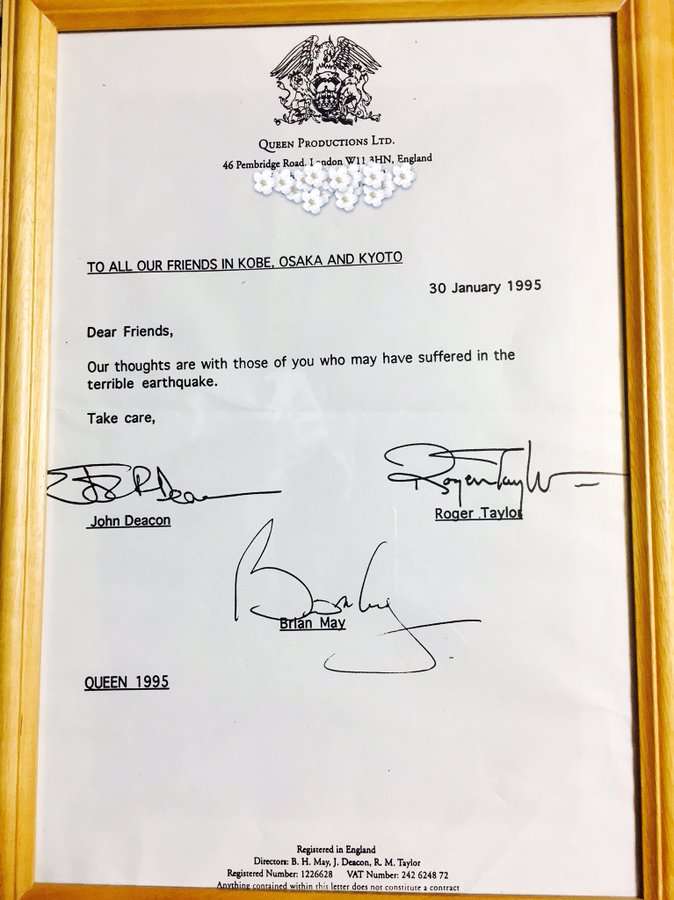 QUEEN PRODUCTIONS LTD.
46 Pembridge Road, London W11 3HN, England
TO ALL OUR FRIENDS IN KOBE, OSAKA AND KYOTO
30 January 1995
Dear Friends,
Our thoughts are with those of you who may have suffered in the
terrible earthquake.
Take care,
John Deacon
Roger Taylor
Brian May
QUEEN 1995
Registered in England
Directors: B. H. May, J. Deacon, R. M. Taylor
Registered Number: 1226628 VAT Number: 242 6248 72
Anything contained within this letter does not constitute a contract